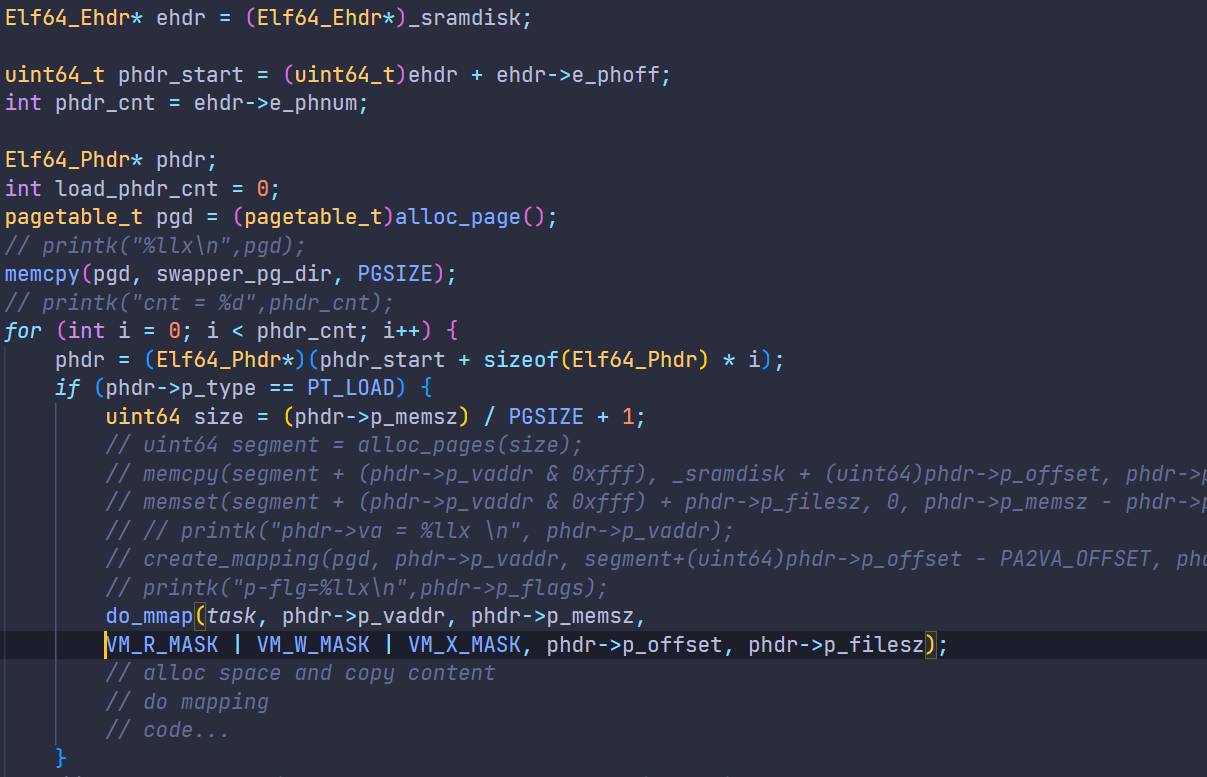 Elf64_Ehdr* ehdr = (Elf64_Ehdr*)_sramdisk;
uint64_t phdr_start = (uint64_t)ehdr + ehdr->e_phoff;
int phdr_cnt = ehdr->e_phnum;
Elf64_Phdr* phdr;
int load_phdr_cnt = 0;
pagetable_t pgd = (pagetable_t)alloc_page();
// printk("%llx\n",pgd);
memcpy(pgd, swapper_pg_dir, PGSIZE);
// printk("cnt = %d",phdr_cnt);
for (int i = 0; i < phdr_cnt; i++) {
    phdr = (Elf64_Phdr*)(phdr_start + sizeof(Elf64_Phdr) * i);
    if (phdr->p_type == PT_LOAD) {
        uint64 size = (phdr->p_memsz) / PGSIZE + 1;
        // uint64 segment = alloc_pages(size);
        // memcpy(segment + (phdr->p_vaddr & 0xfff), _sramdisk + (uint64)phdr->p_offset, phdr->p
        // memset(segment + (phdr->p_vaddr & 0xfff) + phdr->p_filesz, 0, phdr->p_memsz - phdr->p
        // // printk("phdr->va = %llx \n", phdr->p_vaddr);
        // create_mapping(pgd, phdr->p_vaddr, segment+(uint64)phdr->p_offset - PA2VA_OFFSET, phd
        // printk("p-flg=%llx\n",phdr->p_flags);
        do_mmap(task, phdr->p_vaddr, phdr->p_memsz,
        VM_R_MASK | VM_W_MASK | VM_X_MASK, phdr->p_offset, phdr->p_filesz);
        // alloc space and copy content
        // do mapping
        // code...
    }